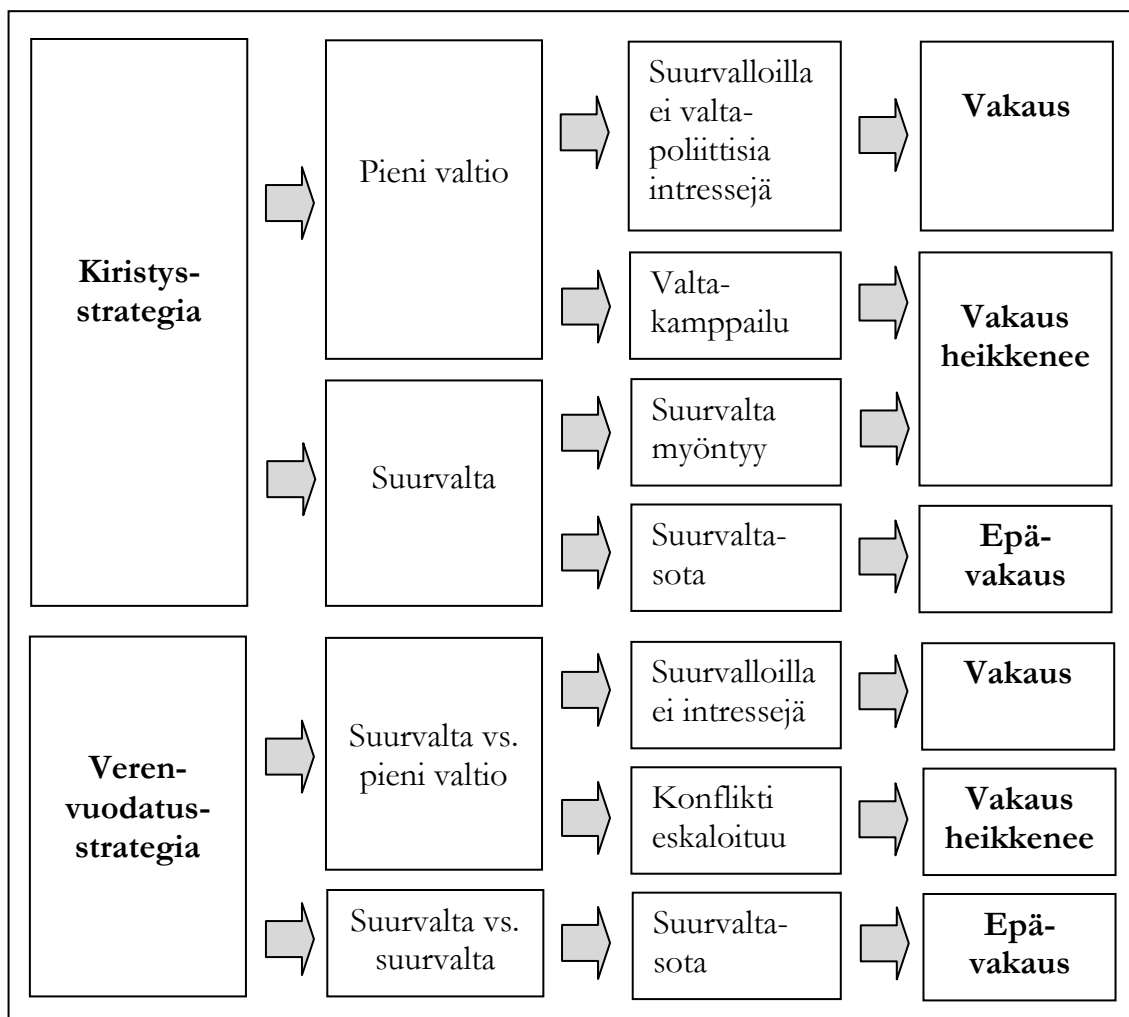 Kiristys-
strategia
Pieni valtio
Suurvalloilla
ei valta-
poliittisia
intressejä
Vakaus
Valta-
kamppailu
Vakaus
heikkenee
Suurvalta
Suurvalta
myöntyy
Suurvalta-
sota
Epä-
vakaus
Veren-
vuodatus-
strategia
Suurvalta vs.
pieni valtio
Suurvalloilla
ei intressejä
Vakaus
Konflikti
eskaloituu
Vakaus
heikkenee
Suurvalta vs.
suurvalta
Suurvalta-
sota
Epä-
vakaus